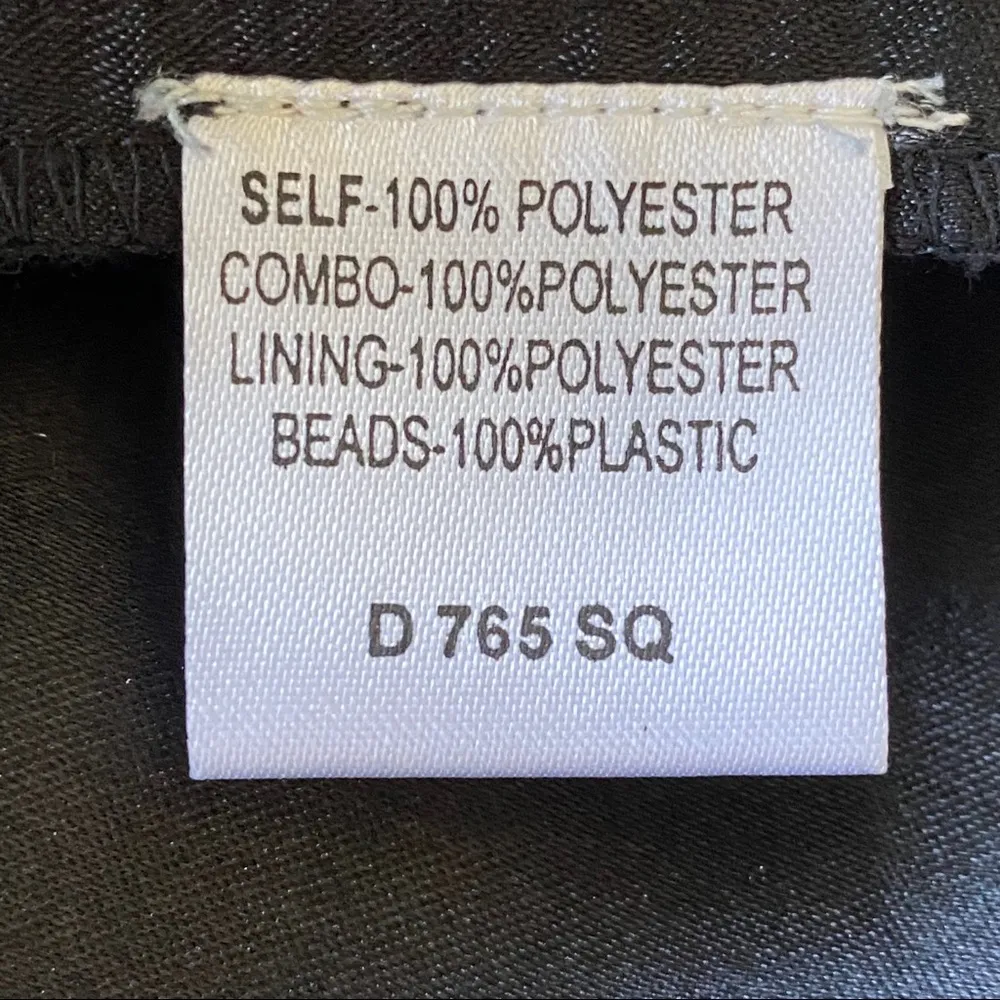 SELF-100% POLYESTER
COMBO-100%POLYESTER
LINING-100%POLYESTER
BEADS-100%PLASTIC
D 765 SQ